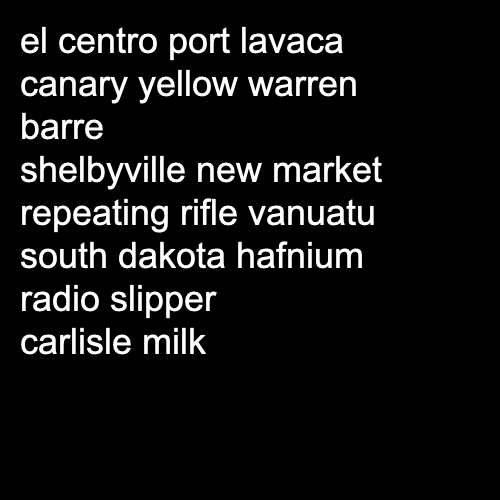 el centro port lavaca
canary yellow warren
barre
shelbyville new market
repeating rifle vanuatu
south dakota hafnium
radio slipper
carlisle milk